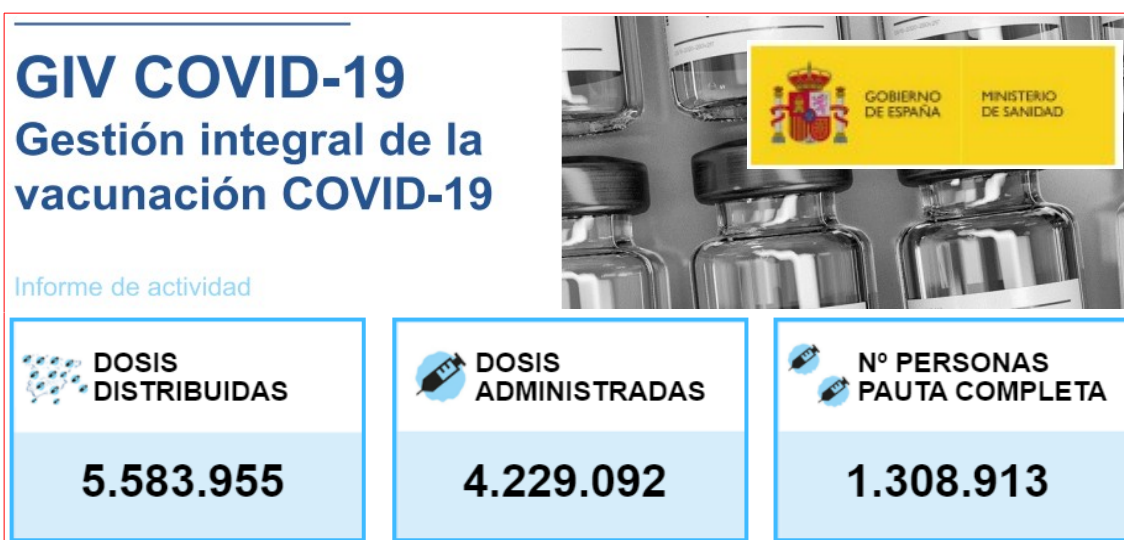 GIV COVID-19
Gestión integral de la
vacunación COVID-19
Informe de actividad
GOBIERNO
DE ESPAÑA
MINISTERIO
DE SANIDAD
DOSIS
DISTRIBUIDAS
5.583.955
DOSIS
ADMINISTRADAS
4.229.092
Nº PERSONAS
PAUTA COMPLETA
1.308.913